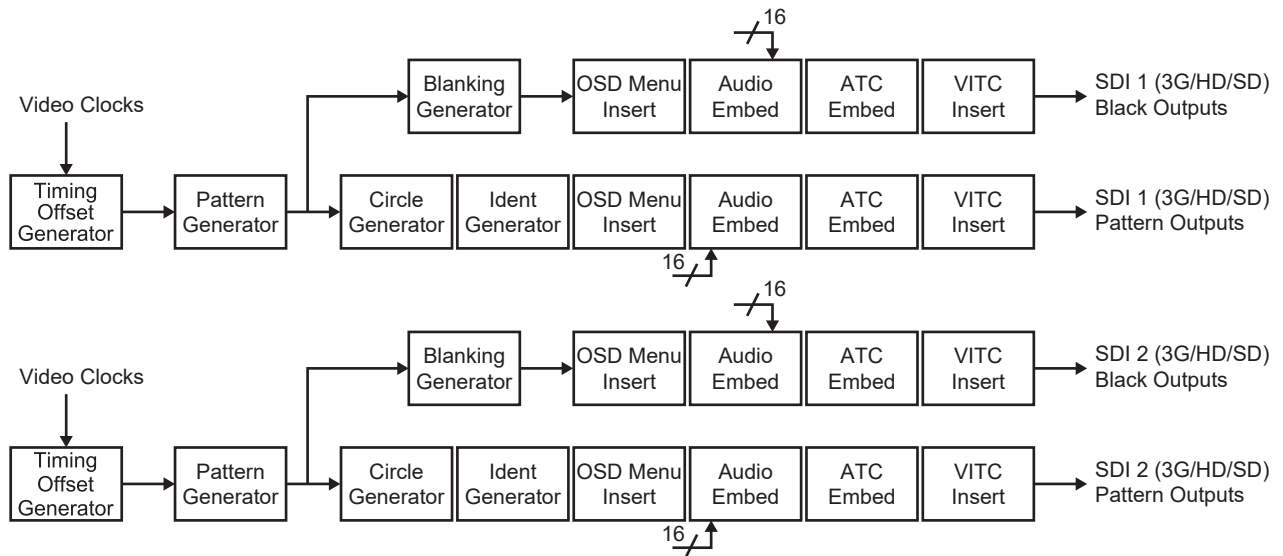 16
Blanking
Generator
OSD Menu
Insert
Audio
Embed
ATC
Embed
VITC
Insert
SDI 1 (3G/HD/SD)
Black Outputs
Video Clocks
Timing
Offset
Generator
Pattern
Generator
Circle
Generator
Ident
Generator
OSD Menu
Insert
Audio
Embed
ATC
Embed
VITC
Insert
SDI 1 (3G/HD/SD)
Pattern Outputs
16
16
Blanking
Generator
OSD Menu
Insert
Audio
Embed
ATC
Embed
VITC
Insert
SDI 2 (3G/HD/SD)
Black Outputs
Video Clocks
Timing
Offset
Generator
Pattern
Generator
Circle
Generator
Ident
Generator
OSD Menu
Insert
Audio
Embed
ATC
Embed
VITC
Insert
SDI 2 (3G/HD/SD)
Pattern Outputs
16